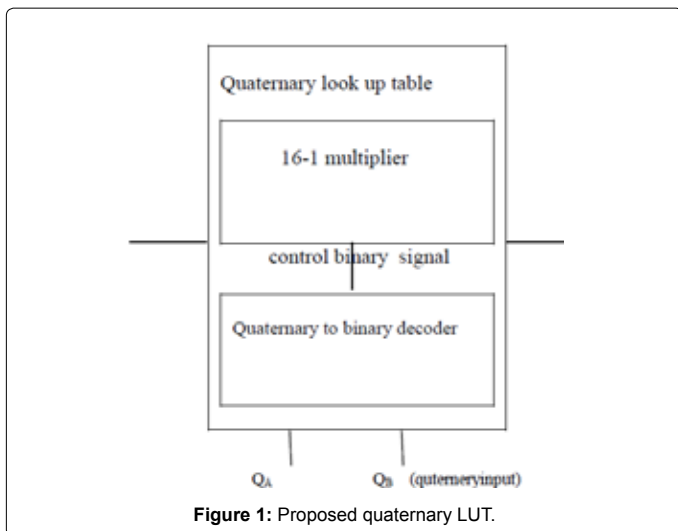 Quaternary look up table
16-1 multiplier
control binary signal
Quaternary to binary decoder
QA QB (quterneryinput)
Figure 1: Proposed quaternary LUT.